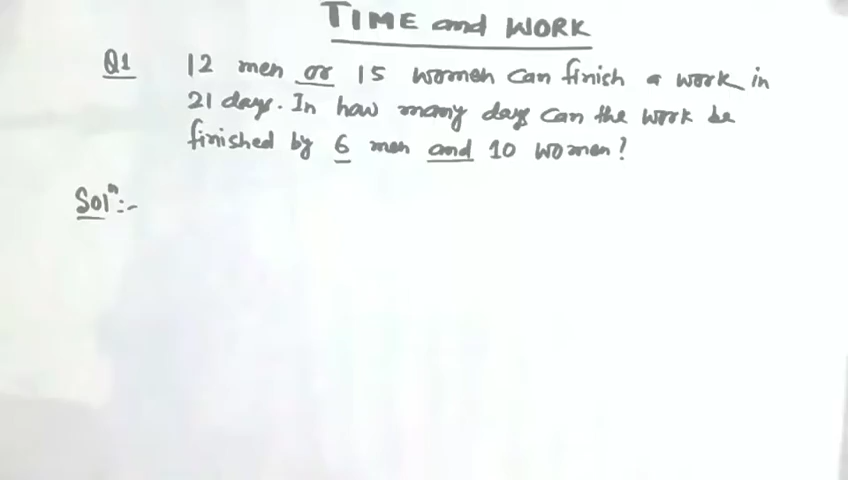 TIME and WORK
Q1 12 men or 15 women can finish a work in
21 days. In how many days can the work be
finished by 6 men and 10 women?
Solⁿ:-